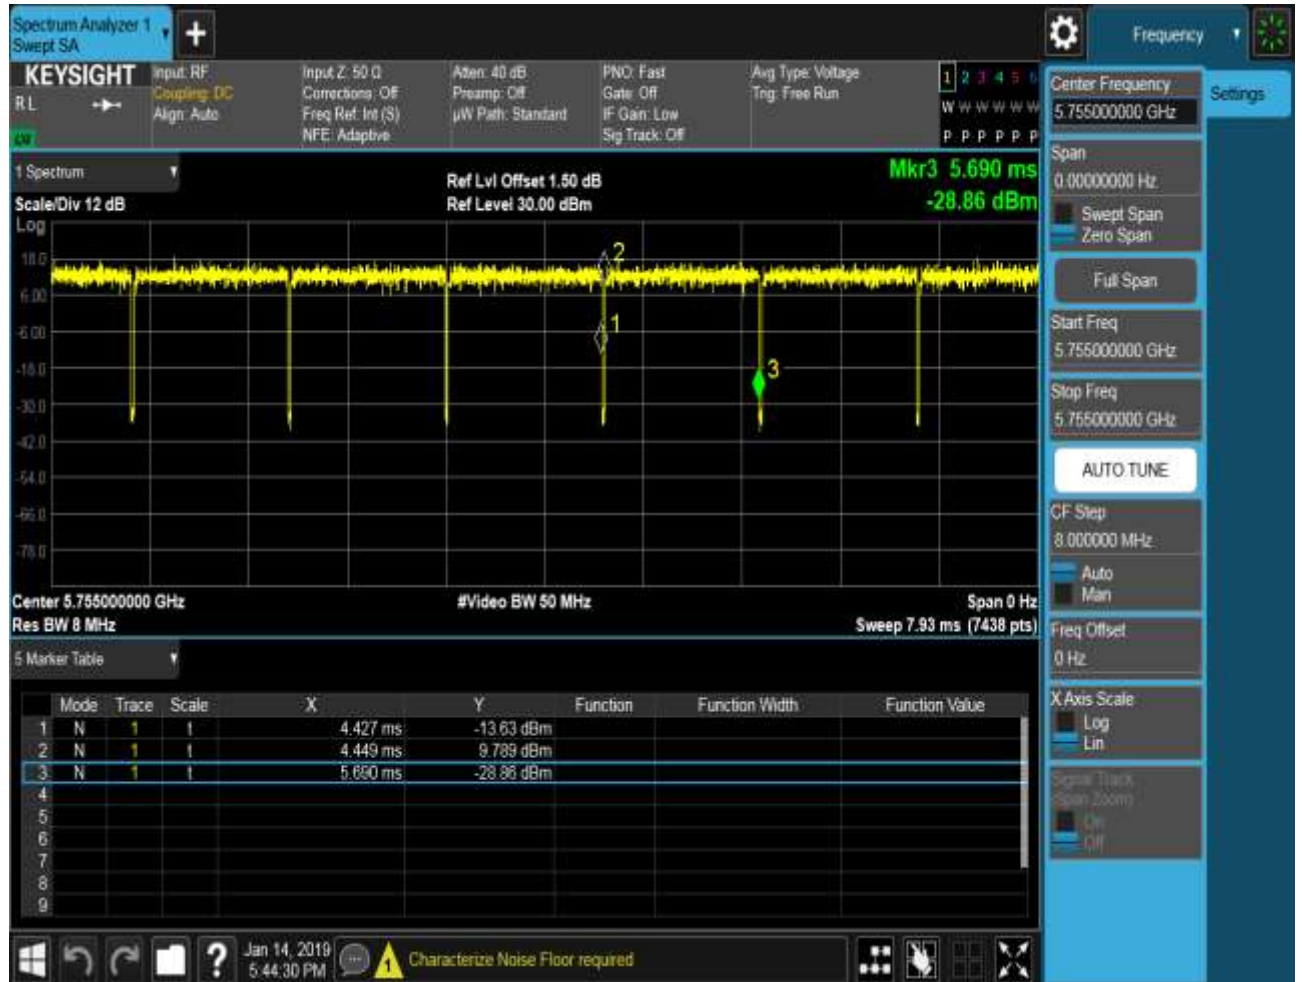 Spectrum Analyzer 1
Swept SA
+
Frequency
KEYSIGHT
RL
Input: RF
Coupling: DC
Align: Auto
Input Z: 50 Ω
Corrections: Off
Freq Ref: Int (S)
NFE: Adaptive
Atten: 40 dB
Preamp: Off
µW Path: Standard
PNO: Fast
Gate: Off
IF Gain: Low
Sig Track: Off
Avg Type: Voltage
Trig: Free Run
1 2 3 4 5 6
W W W W W W
P P P P P P
1 Spectrum
Scale/Div 12 dB
Log
Ref Lvl Offset 1.50 dB
Ref Level 30.00 dBm
Mkr3 5.690 ms
-28.86 dBm
18.0
6.00
-6.00
-18.0
-30.0
-42.0
-54.0
-66.0
-78.0
2
1
3
Center 5.755000000 GHz
#Video BW 50 MHz
Span 0 Hz
Res BW 8 MHz
Sweep 7.93 ms (7438 pts)
5 Marker Table
Mode Trace Scale X Y Function Function Width Function Value
1 N 1 t 4.427 ms -13.63 dBm
2 N 1 t 4.449 ms 9.789 dBm
3 N 1 t 5.690 ms -28.86 dBm
4
5
6
7
8
9
Center Frequency
5.755000000 GHz
Settings
Span
0.00000000 Hz
Swept Span
Zero Span
Full Span
Start Freq
5.755000000 GHz
Stop Freq
5.755000000 GHz
AUTO TUNE
CF Step
8.000000 MHz
Auto
Man
Freq Offset
0 Hz
X Axis Scale
Log
Lin
Signal Track
(Span Zoom)
On
Off
?
Jan 14, 2019
5:44:30 PM
Characterize Noise Floor required